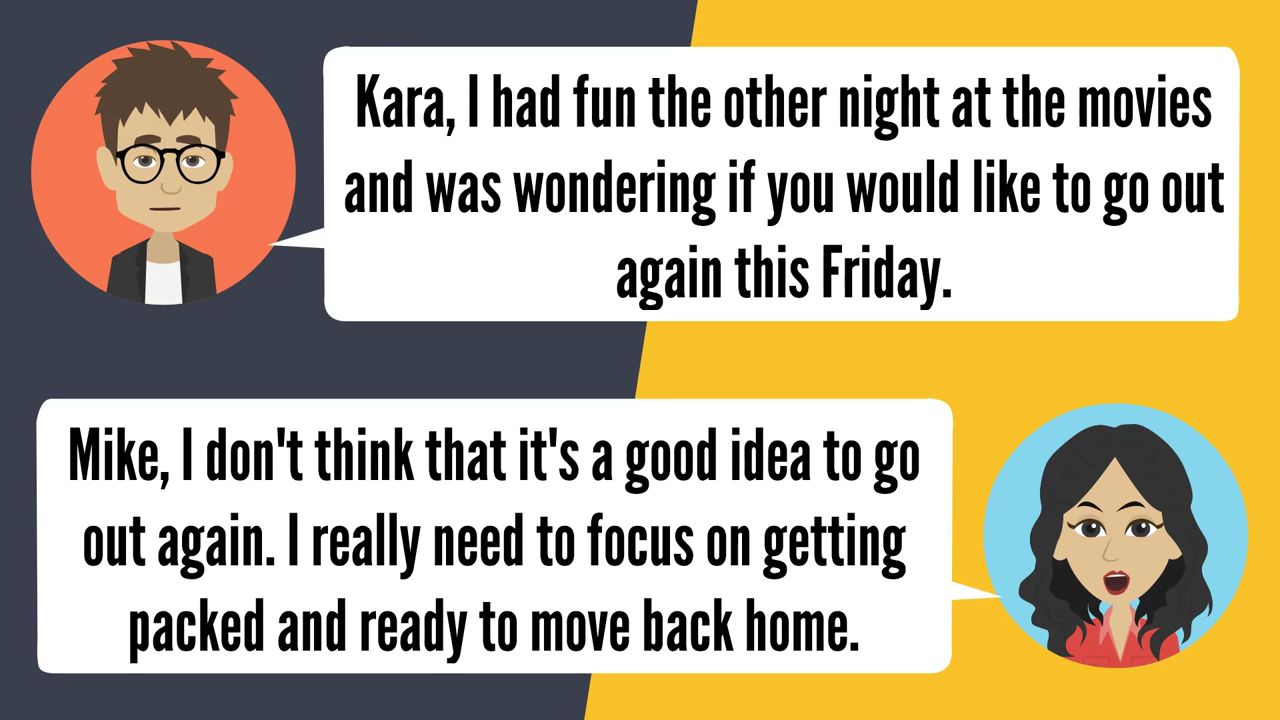 Kara, I had fun the other night at the movies
and was wondering if you would like to go out
again this Friday.
Mike, I don't think that it's a good idea to go
out again. I really need to focus on getting
packed and ready to move back home.